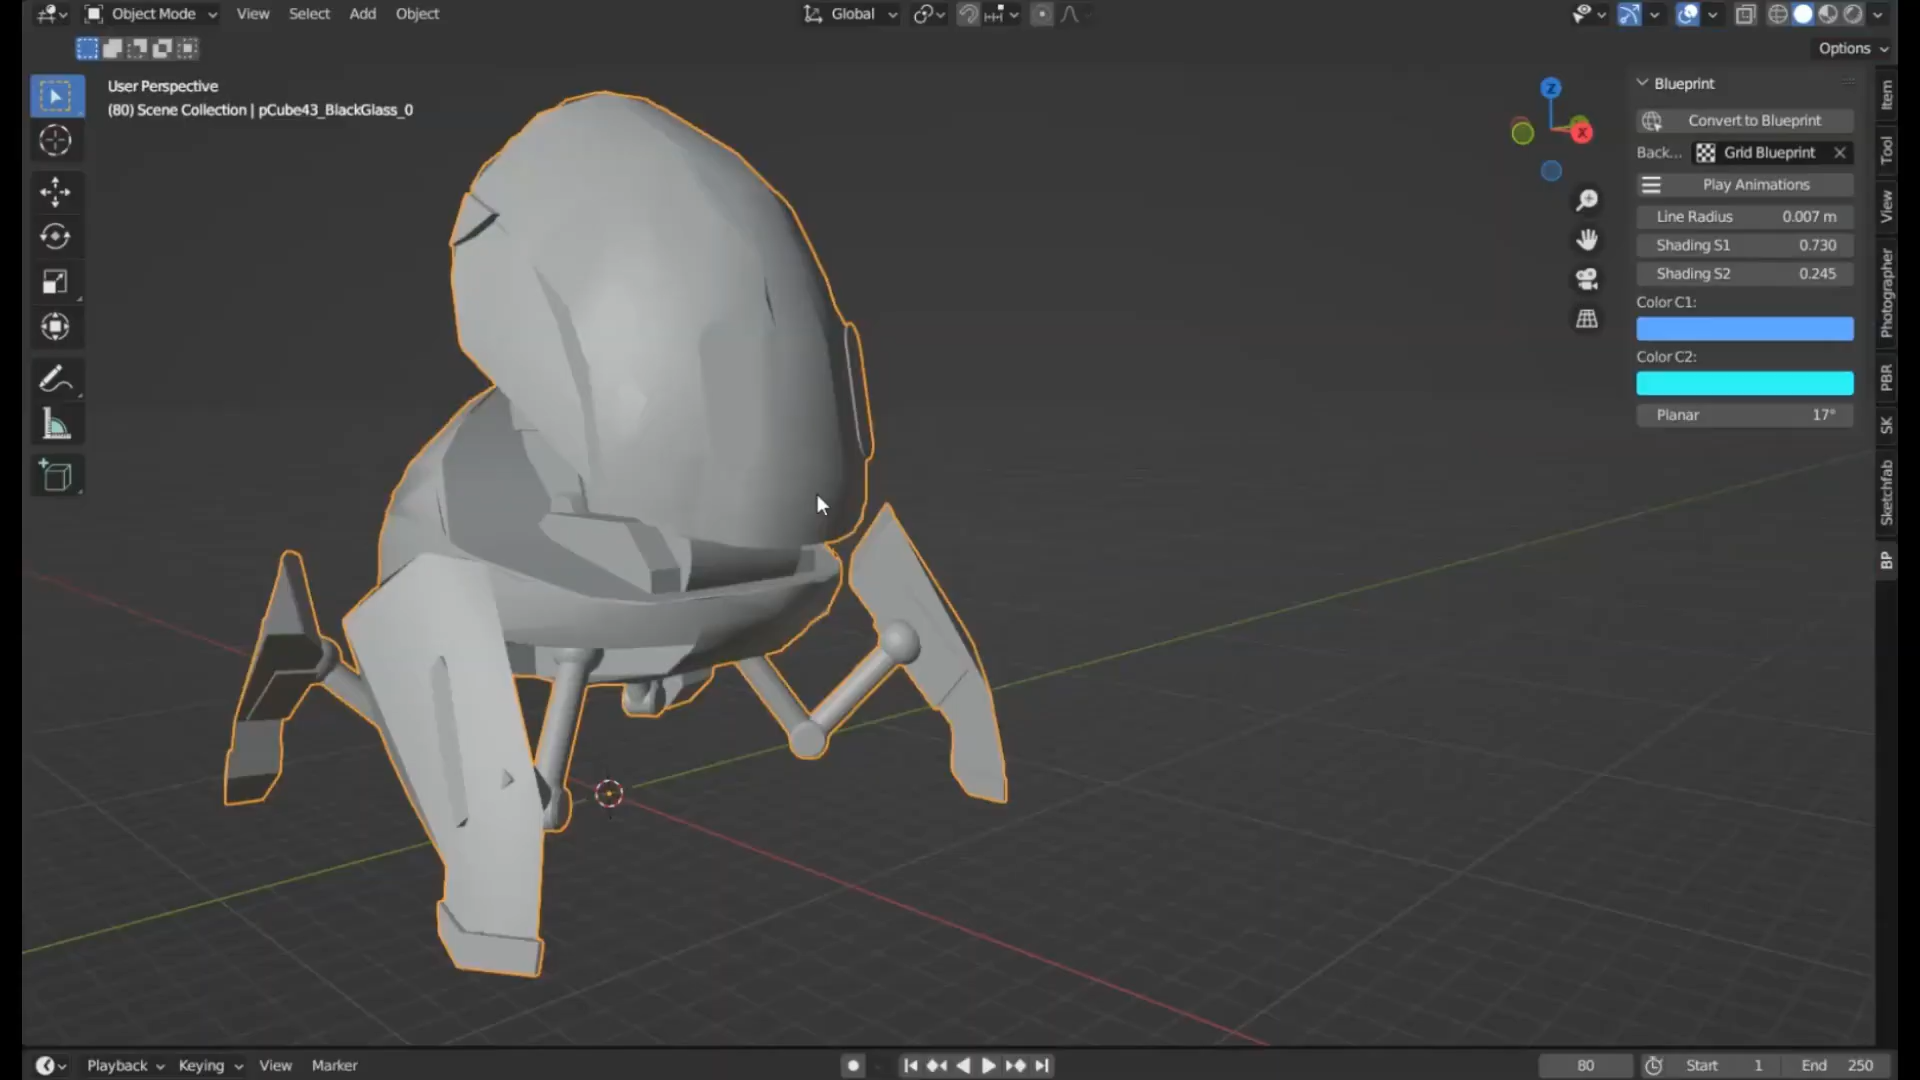 Object Mode View Select Add Object Global
Options
User Perspective
(80) Scene Collection | pCube43_BlackGlass_0
Z
X
Blueprint
Convert to Blueprint
Back... Grid Blueprint
Play Animations
Line Radius 0.007 m
Shading S1 0.730
Shading S2 0.245
Color C1:
Color C2:
Planar 17°
Item
Tool
View
Photographer
PBR
SK
Sketchfab
BP
Playback Keying View Marker 80 Start 1 End 250